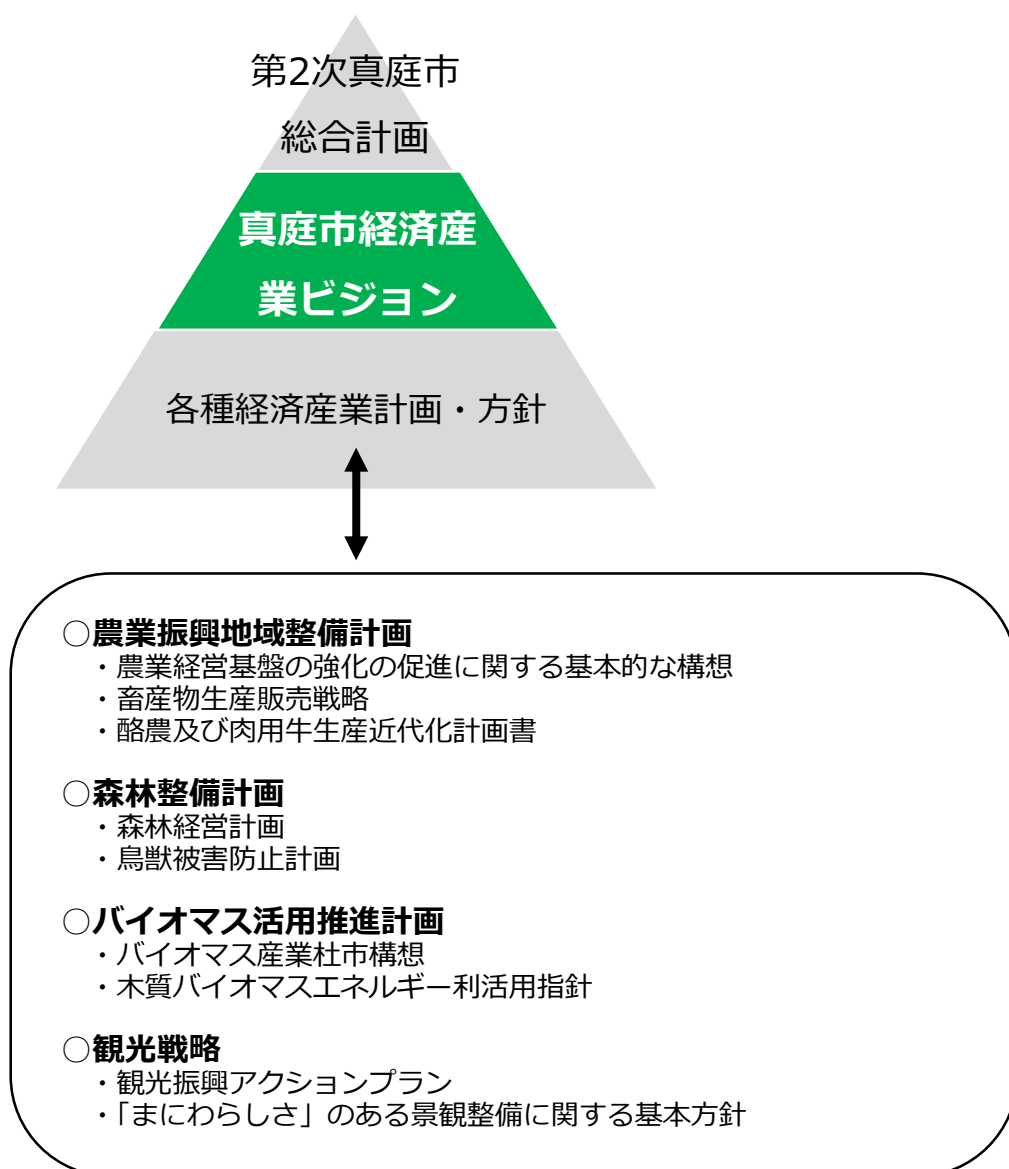 第2次真庭市
総合計画
真庭市経済産
業ビジョン
各種経済産業計画・方針
○農業振興地域整備計画
・農業経営基盤の強化の促進に関する基本的な構想
・畜産物生産販売戦略
・酪農及び肉用牛生産近代化計画書
○森林整備計画
・森林経営計画
・鳥獣被害防止計画
○バイオマス活用推進計画
・バイオマス産業杜市構想
・木質バイオマスエネルギー利活用指針
○観光戦略
・観光振興アクションプラン
・「まにわらしさ」のある景観整備に関する基本方針